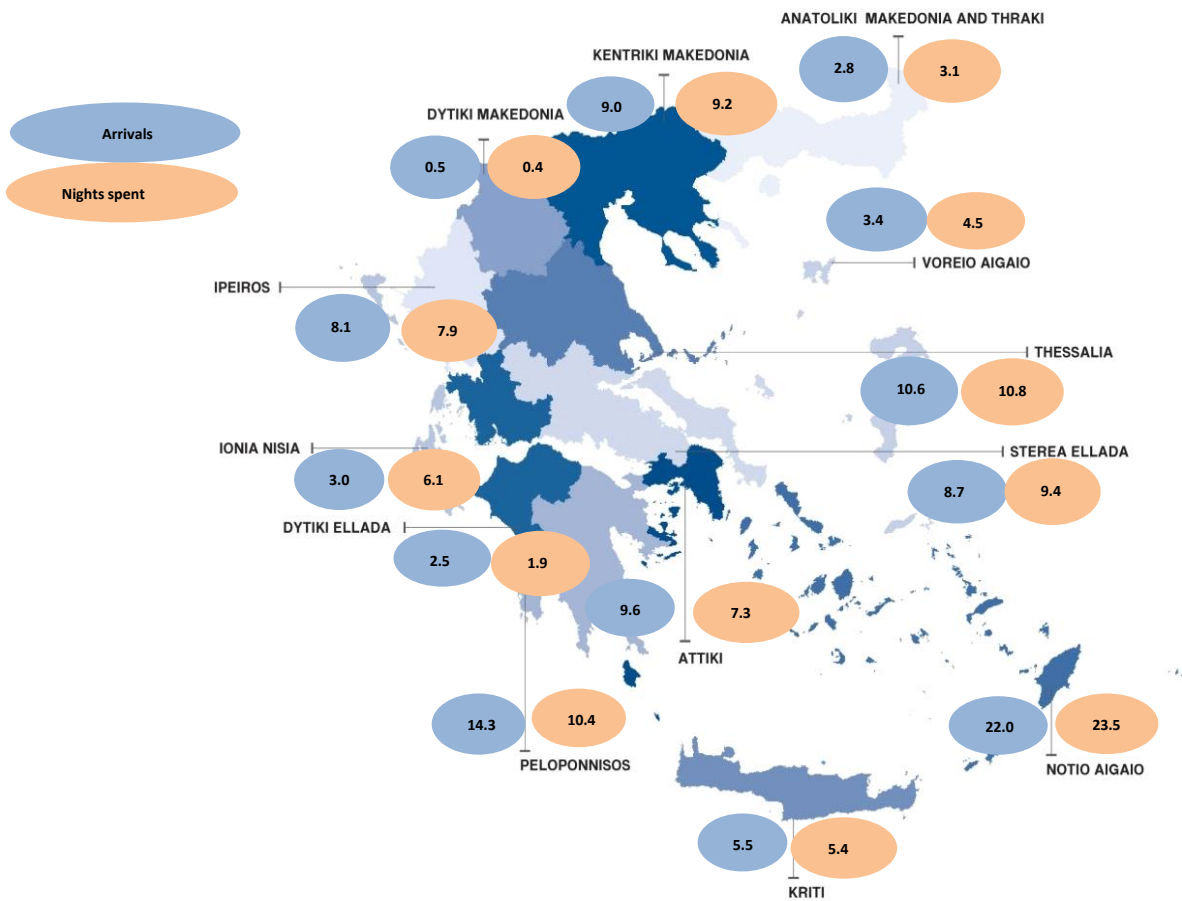 ANATOLIKI MAKEDONIA AND THRAKI
2.8
3.1
KENTRIKI MAKEDONIA
9.0
9.2
Arrivals
Nights spent
DYTIKI MAKEDONIA
0.5
0.4
3.4
4.5
VOREIO AIGAIO
IPEIROS
8.1
7.9
THESSALIA
10.6
10.8
IONIA NISIA
3.0
6.1
STEREA ELLADA
8.7
9.4
DYTIKI ELLADA
2.5
1.9
9.6
7.3
ATTIKI
14.3
10.4
PELOPONNISOS
22.0
23.5
NOTIO AIGAIO
5.5
5.4
KRITI